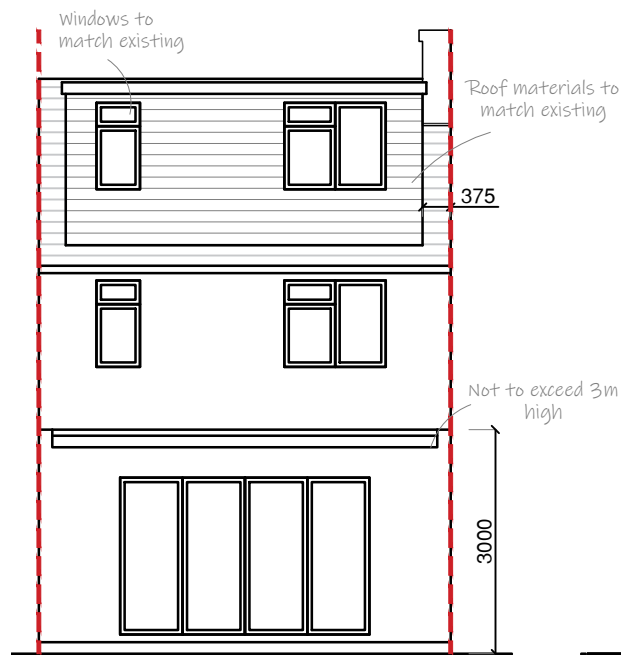 Windows to
match existing
Roof materials to
match existing
375
Not to exceed 3m
high
3000